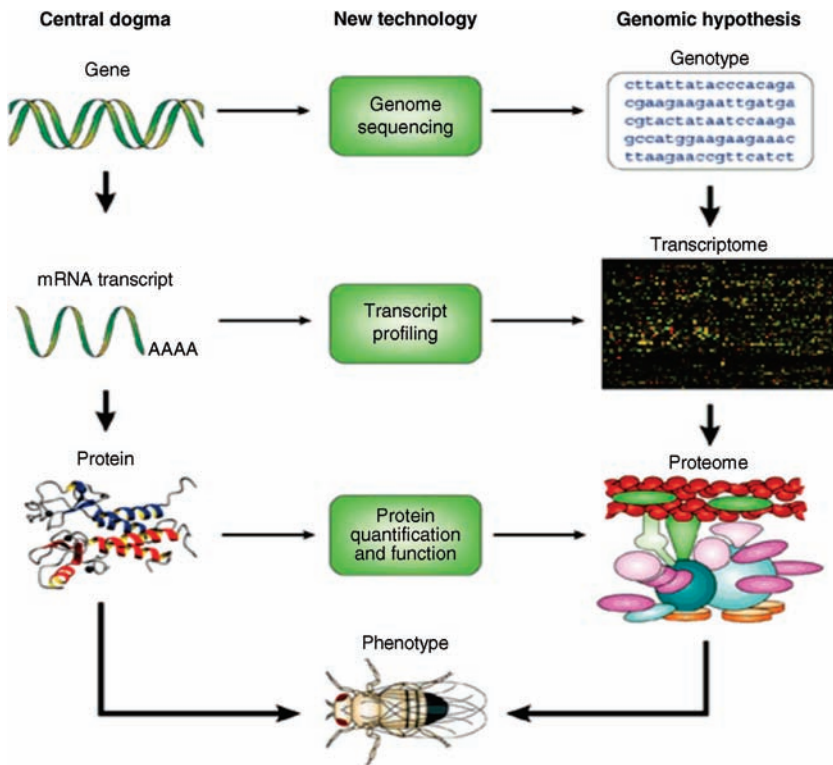 Central dogma
New technology
Genomic hypothesis
Gene
Genome
sequencing
Genotype
cttattatacccacaga
cgaagaagaattgatga
cgtactataatccaaga
gccatggaagaagaaac
ttaagaaccgttcatct
mRNA transcript
AAAA
Transcript
profiling
Transcriptome
Protein
Protein
quantification
and function
Proteome
Phenotype